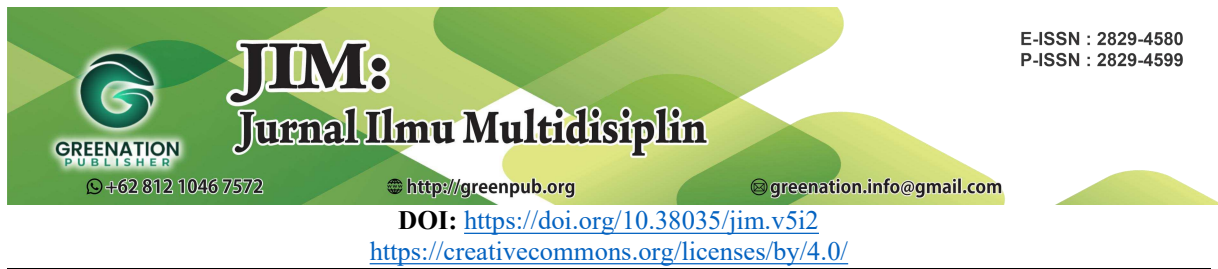 JIM:
Jurnal Ilmu Multidisiplin
E-ISSN : 2829-4580
P-ISSN : 2829-4599
GREENATION
PUBLISHER
+62 812 1046 7572
http://greenpub.org
greenation.info@gmail.com
DOI: https://doi.org/10.38035/jim.v5i2
https://creativecommons.org/licenses/by/4.0/